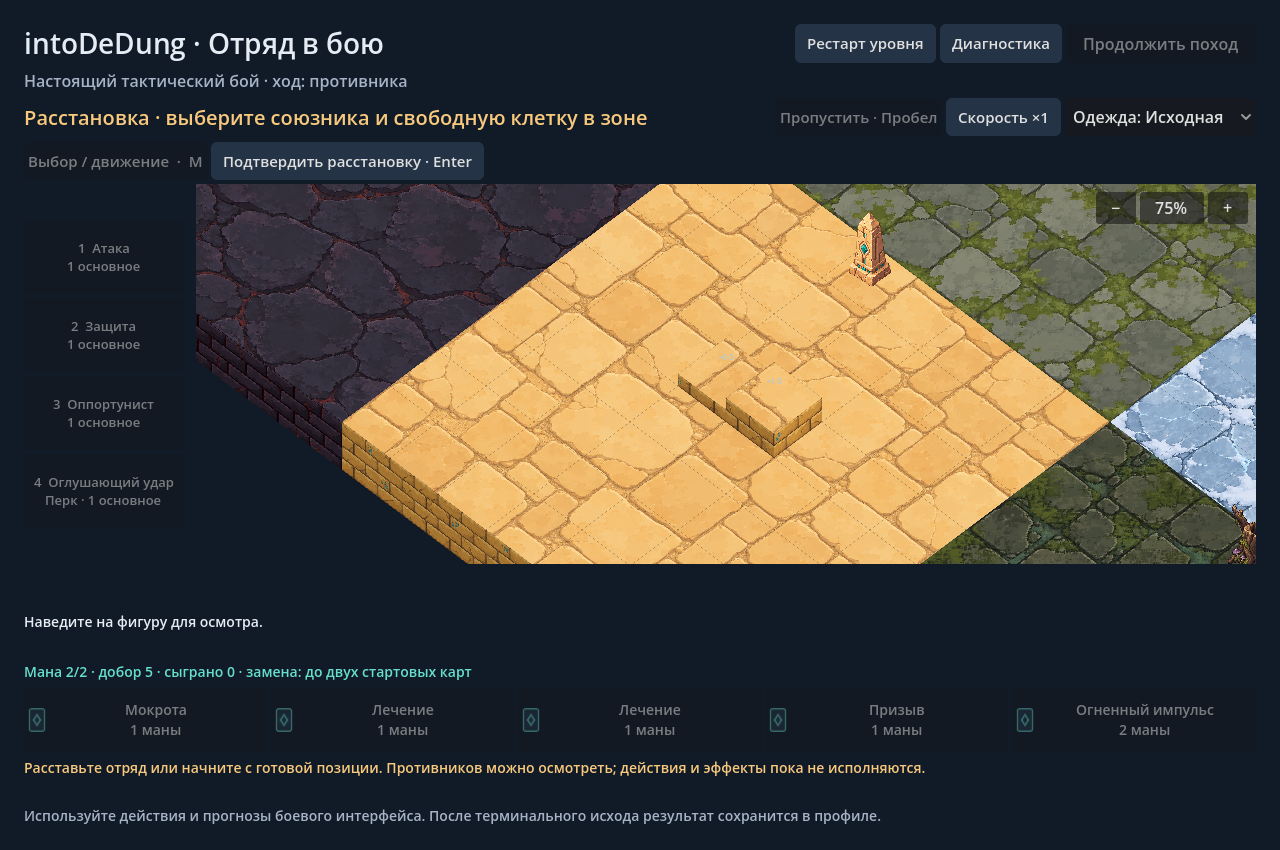 intoDeDung · Отряд в бою
Рестарт уровня
Диагностика
Продолжить поход
Настоящий тактический бой · ход: противника
Расстановка · выберите союзника и свободную клетку в зоне
Пропустить · Пробел
Скорость ×1
Одежда: Исходная
Выбор / движение · М
Подтвердить расстановку · Enter
− 75% +
1 Атака
1 основное
2 Защита
1 основное
3 Оппортунист
1 основное
4 Оглушающий удар
Перк · 1 основное
Наведите на фигуру для осмотра.
Мана 2/2 · добор 5 · сыграно 0 · замена: до двух стартовых карт
Мокрота
1 маны
Лечение
1 маны
Лечение
1 маны
Призыв
1 маны
Огненный импульс
2 маны
Расставьте отряд или начните с готовой позиции. Противников можно осмотреть; действия и эффекты пока не исполняются.
Используйте действия и прогнозы боевого интерфейса. После терминального исхода результат сохранится в профиле.